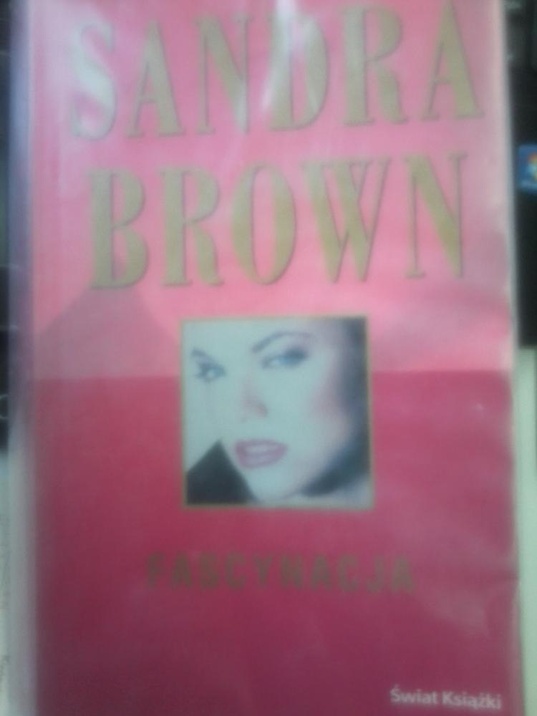 SANDRA
BROWN
FASCYNACJA
Świat Książki